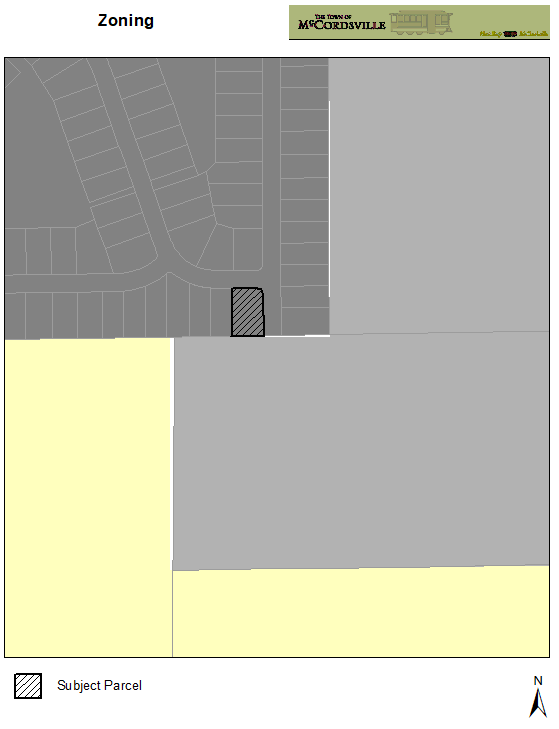 Zoning
THE TOWN OF
MCCORDSVILLE
Subject Parcel
N